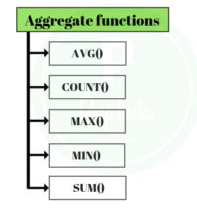 Aggregate functions
AVG()
COUNT()
MAX()
MIN()
SUM()